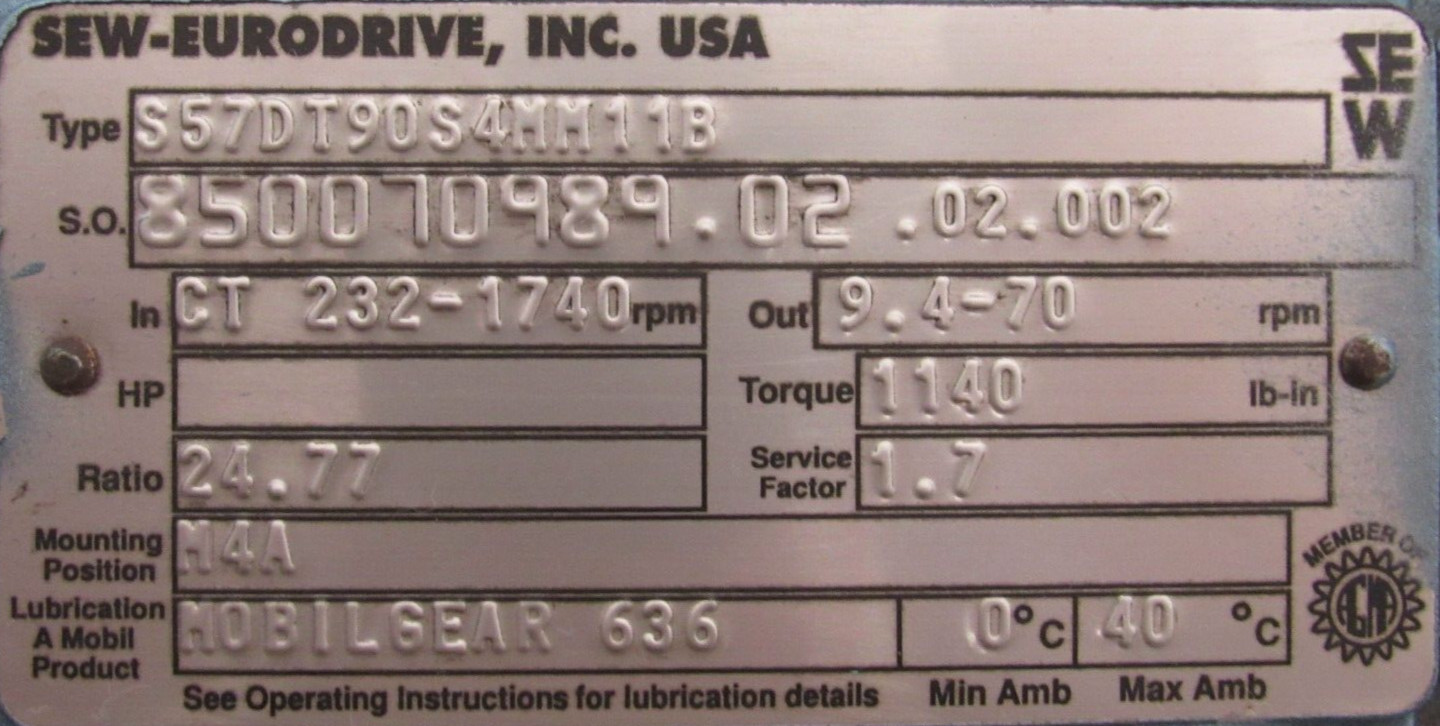 SEW-EURODRIVE, INC. USA
SE
W
Type S57DT90S4MM11B
S.O. 850070989.02 .02.002
In CT 232-1740 rpm Out 9.4-70 rpm
HP Torque 1140 lb-in
Ratio 24.77 Service Factor 1.7
Mounting Position M4A
Lubrication A Mobil Product MOBILGEAR 636 0°C 40 °C
See Operating Instructions for lubrication details Min Amb Max Amb
MEMBER OF
AGMA